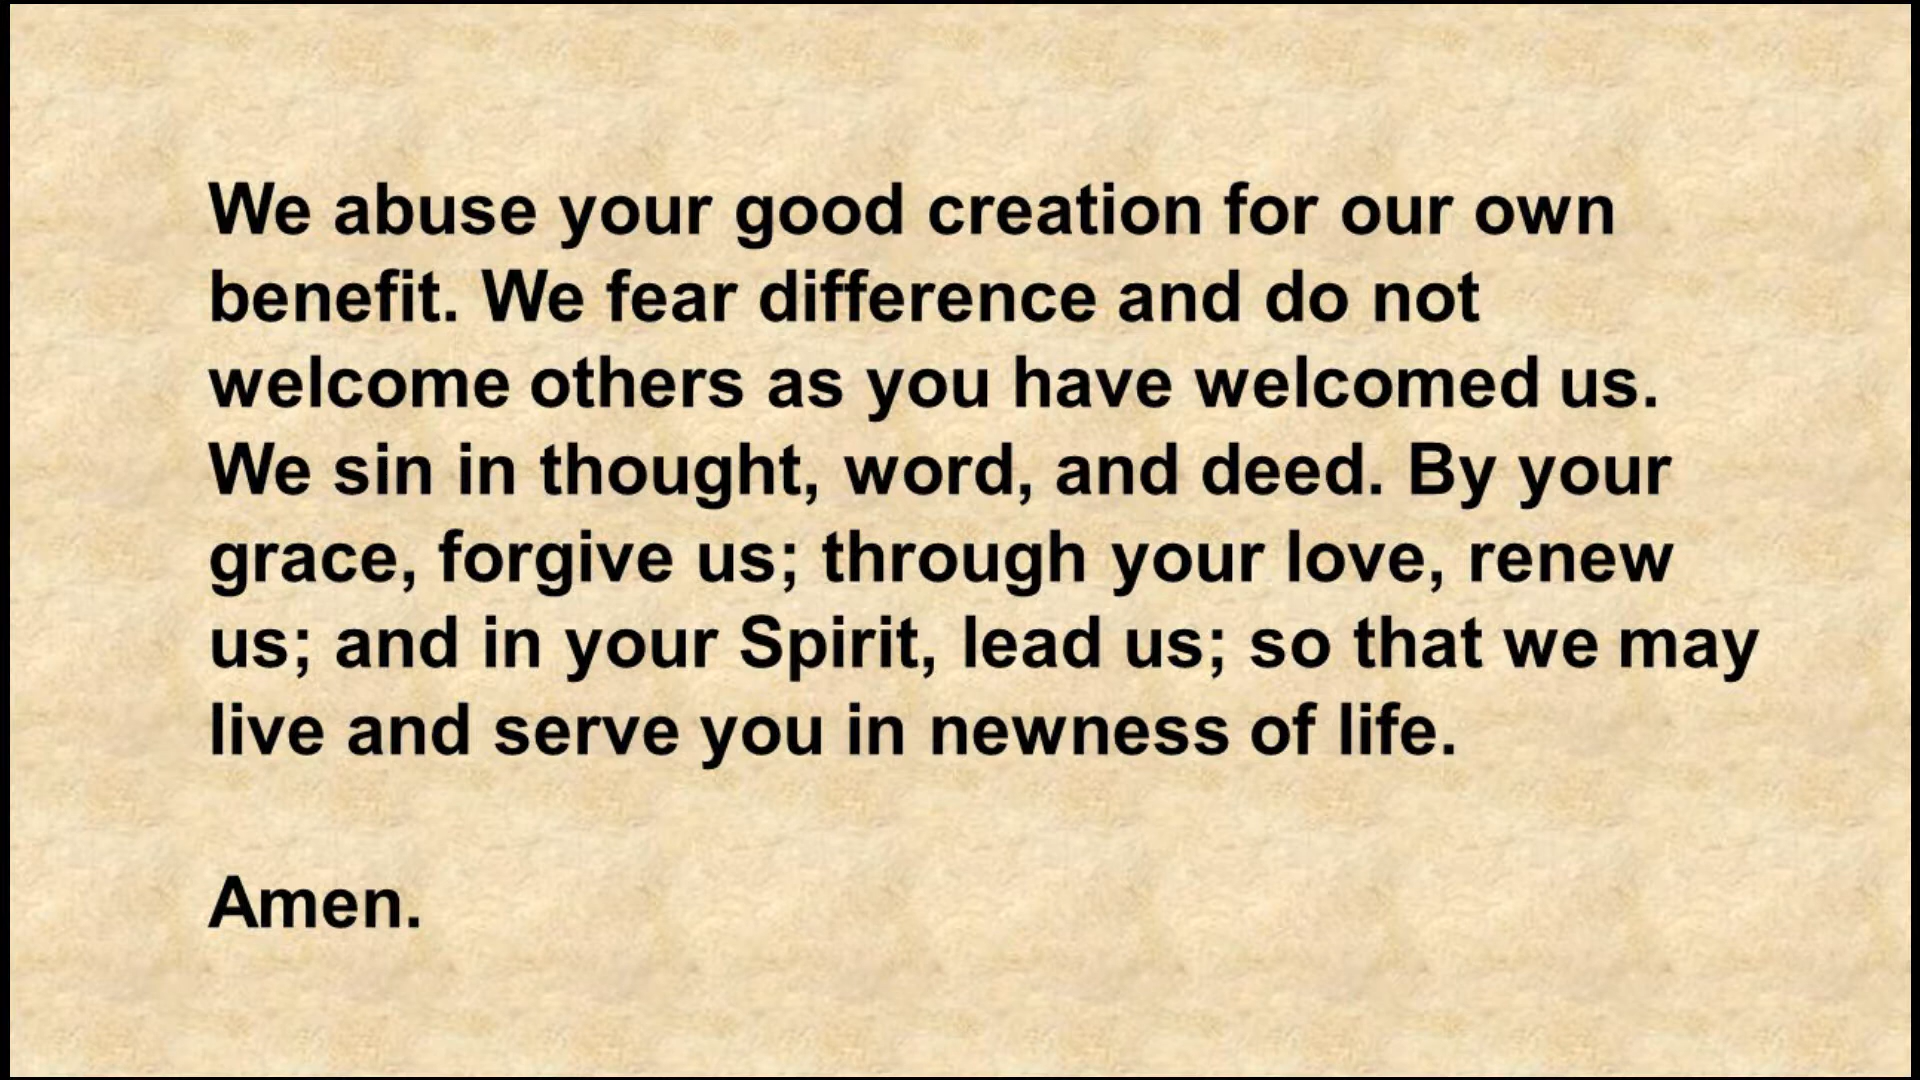 We abuse your good creation for our own
benefit. We fear difference and do not
welcome others as you have welcomed us.
We sin in thought, word, and deed. By your
grace, forgive us; through your love, renew
us; and in your Spirit, lead us; so that we may
live and serve you in newness of life.
Amen.